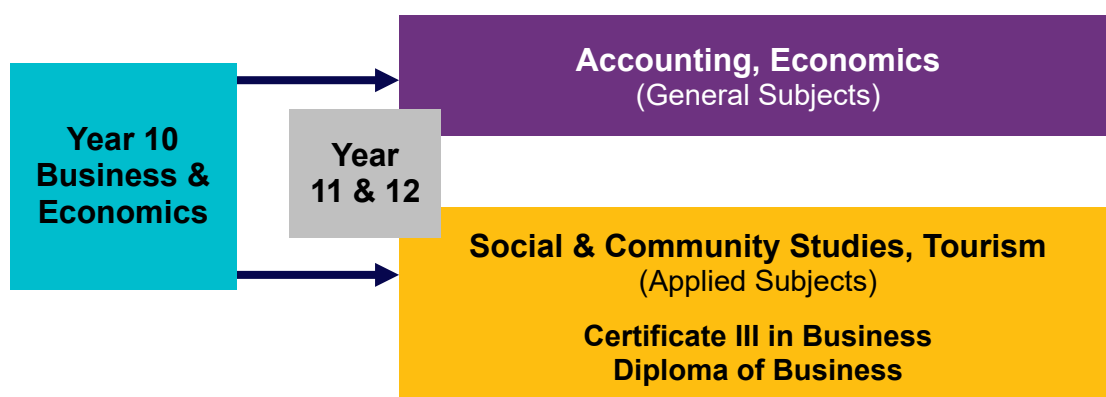 Year 10
Business &
Economics
Year
11 & 12
Accounting, Economics
(General Subjects)
Social & Community Studies, Tourism
(Applied Subjects)
Certificate III in Business
Diploma of Business